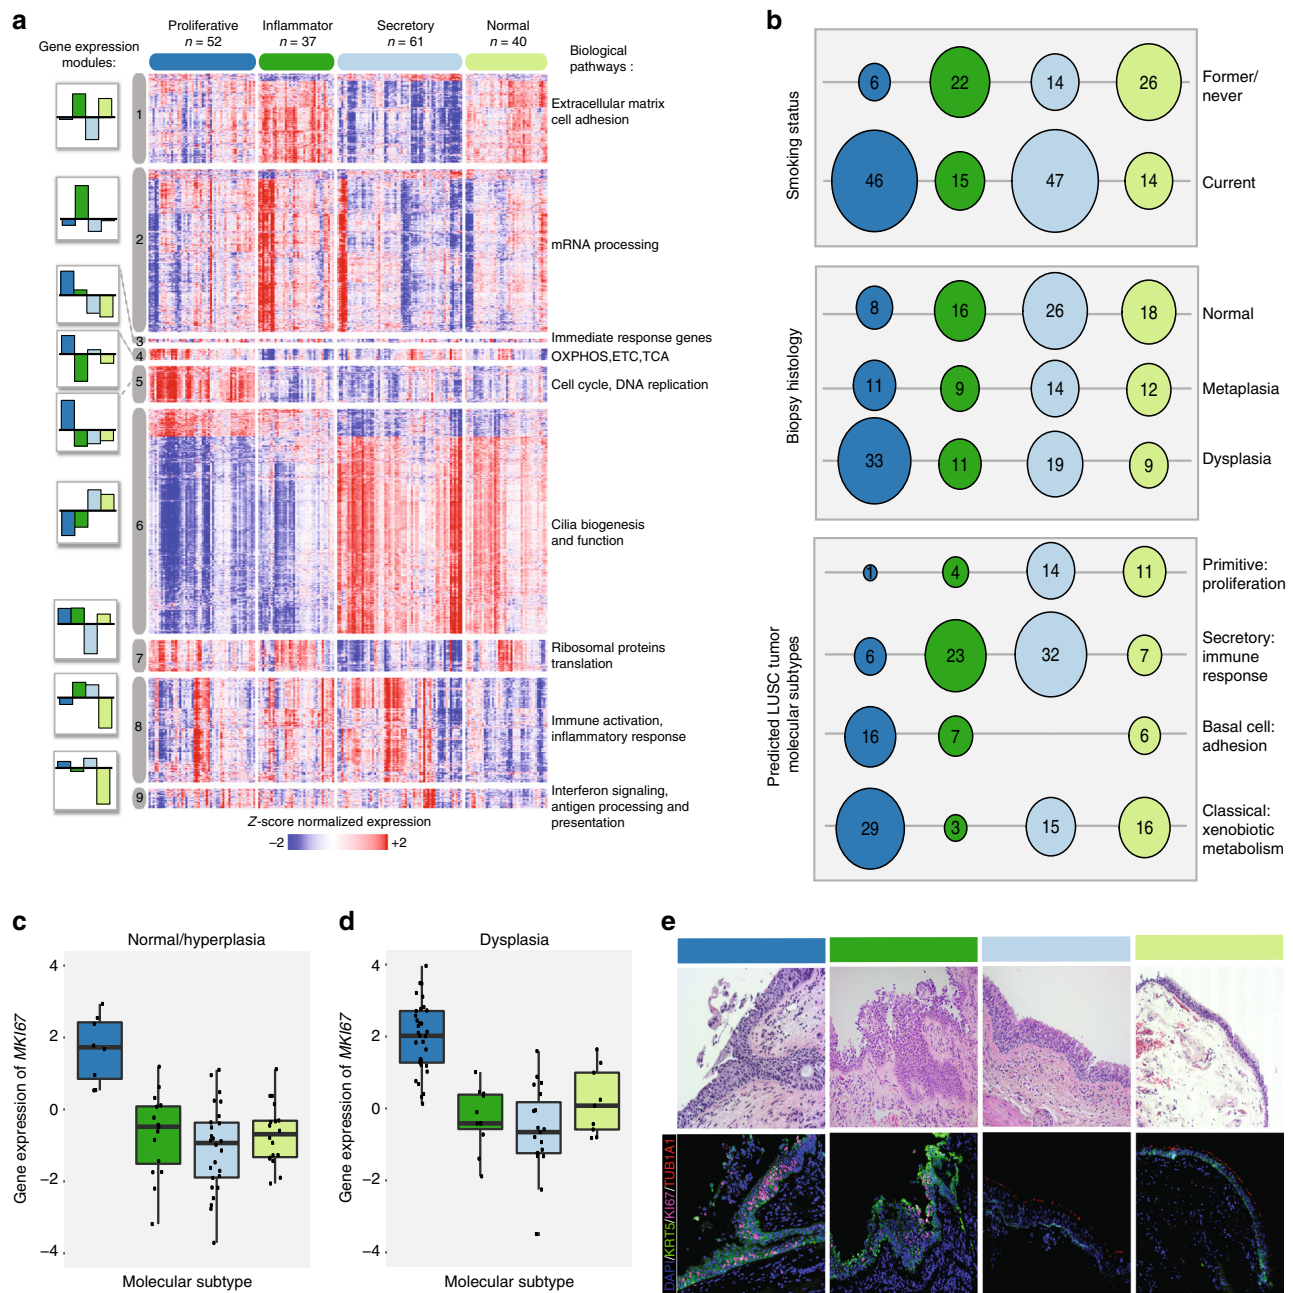 a
Gene expression
modules:
Proliferative
n = 52
Inflammator
n = 37
Secretory
n = 61
Normal
n = 40
Biological
pathways :
1
Extracellular matrix
cell adhesion
2
mRNA processing
3
Immediate response genes
4
OXPHOS,ETC,TCA
5
Cell cycle, DNA replication
6
Cilia biogenesis
and function
7
Ribosomal proteins
translation
8
Immune activation,
inflammatory response
9
Interferon signaling,
antigen processing and
presentation
Z-score normalized expression
−2
+2
b
Smoking status
6
22
14
26
Former/
never
46
15
47
14
Current
Biopsy histology
8
16
26
18
Normal
11
9
14
12
Metaplasia
33
11
19
9
Dysplasia
Predicted LUSC tumor
molecular subtypes
1
4
14
11
Primitive:
proliferation
6
23
32
7
Secretory:
immune
response
16
7
6
Basal cell:
adhesion
29
3
15
16
Classical:
xenobiotic
metabolism
c
Normal/hyperplasia
Gene expression of MKI67
4
2
0
−2
−4
Molecular subtype
d
Dysplasia
Gene expression of MKI67
4
2
0
−2
−4
Molecular subtype
e
DAPI/KRT5/KI67/TUB1A1